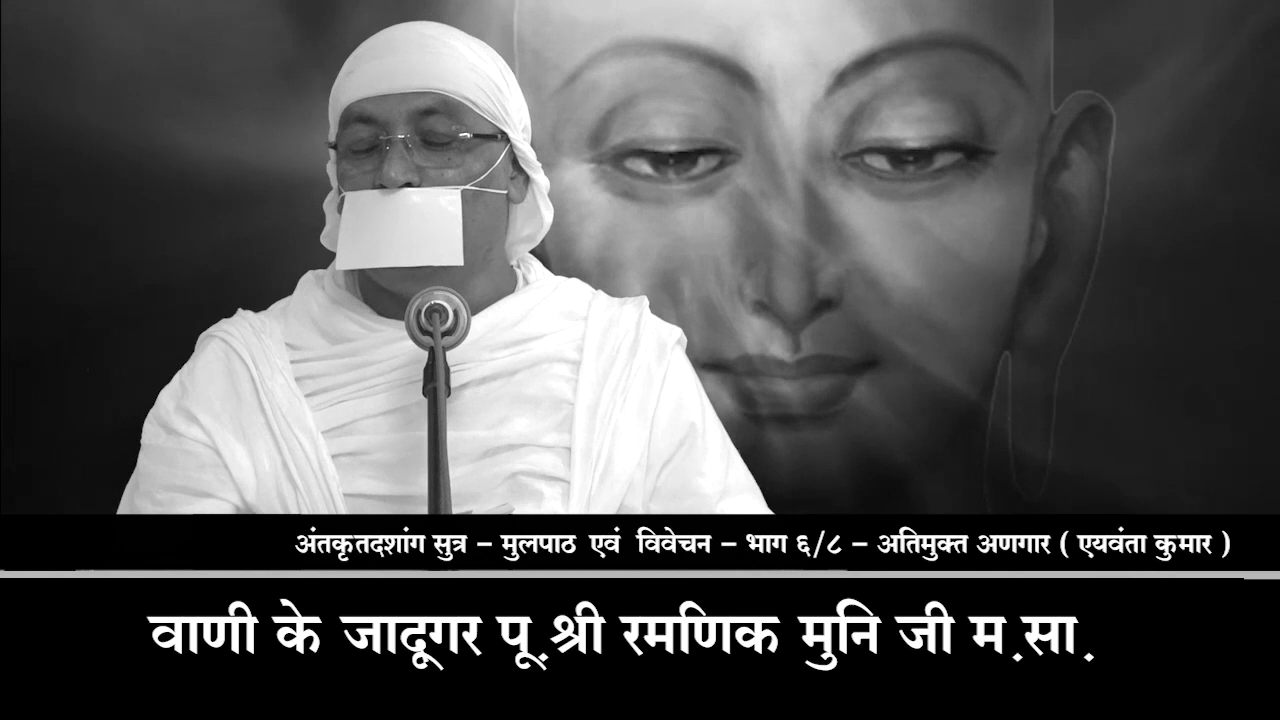 अंतकृतदशांग सुत्र – मुलपाठ एवं विवेचन – भाग ६/८ – अतिमुक्त अणगार ( एयवंता कुमार )
वाणी के जादूगर पू.श्री रमणिक मुनि जी म.सा.